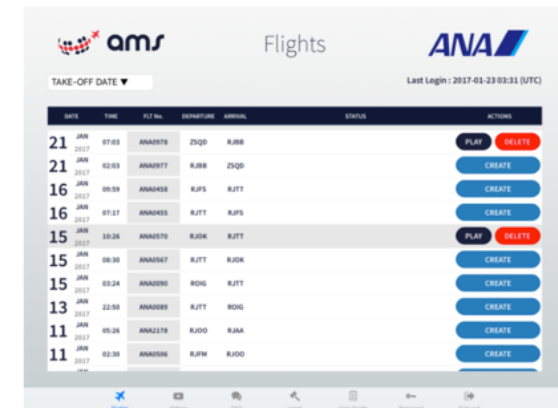 ams
Flights
ANA
TAKE-OFF DATE ▼
Last Login : 2017-01-23 03:31 (UTC)
DATE TIME FLT No. DEPARTURE ARRIVAL STATUS ACTIONS
21 JAN 2017 07:03 ANA0978 ZSQD RJBB PLAY DELETE
21 JAN 2017 02:03 ANA0977 RJBB ZSQD CREATE
16 JAN 2017 09:59 ANA0458 RJFS RJTT CREATE
16 JAN 2017 07:17 ANA0455 RJTT RJFS CREATE
15 JAN 2017 10:26 ANA0570 RJOK RJTT PLAY DELETE
15 JAN 2017 08:30 ANA0567 RJTT RJOK CREATE
15 JAN 2017 03:24 ANA0090 ROIG RJTT CREATE
13 JAN 2017 22:50 ANA0089 RJTT ROIG CREATE
11 JAN 2017 05:26 ANA2178 RJOO RJAA CREATE
11 JAN 2017 02:30 ANA0506 RJFM RJOO CREATE